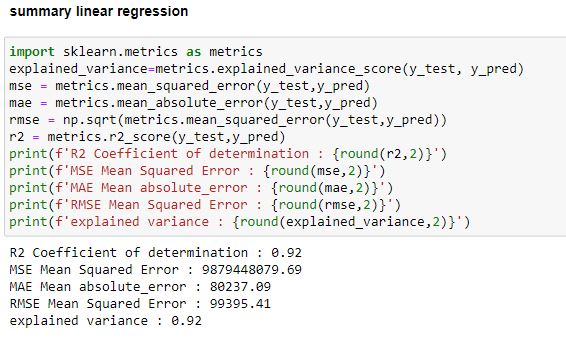 summary linear regression
import sklearn.metrics as metrics
explained_variance=metrics.explained_variance_score(y_test, y_pred)
mse = metrics.mean_squared_error(y_test,y_pred)
mae = metrics.mean_absolute_error(y_test,y_pred)
rmse = np.sqrt(metrics.mean_squared_error(y_test,y_pred))
r2 = metrics.r2_score(y_test,y_pred)
print(f'R2 Coefficient of determination : {round(r2,2)}')
print(f'MSE Mean Squared Error : {round(mse,2)}')
print(f'MAE Mean absolute_error : {round(mae,2)}')
print(f'RMSE Mean Squared Error : {round(rmse,2)}')
print(f'explained variance : {round(explained_variance,2)}')
R2 Coefficient of determination : 0.92
MSE Mean Squared Error : 9879448079.69
MAE Mean absolute_error : 80237.09
RMSE Mean Squared Error : 99395.41
explained variance : 0.92